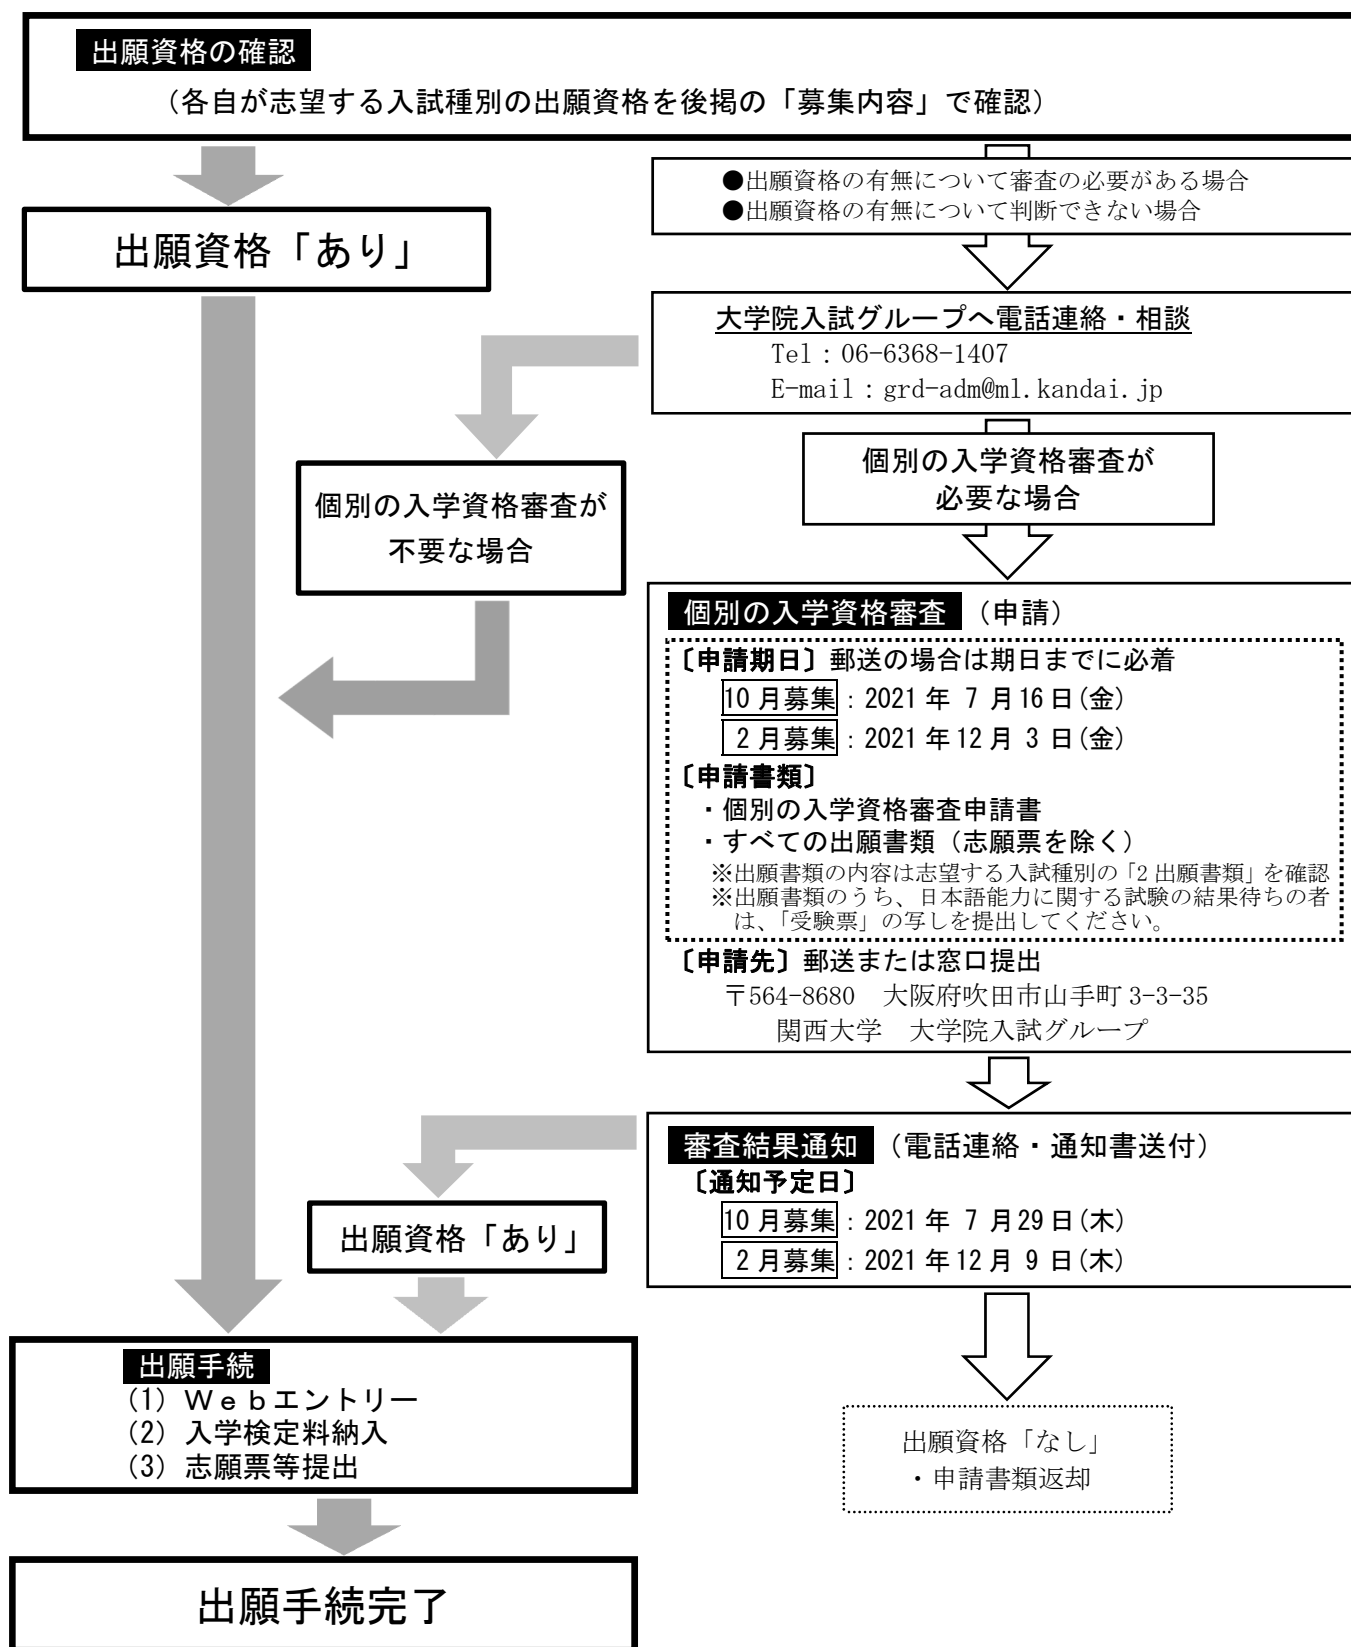 出願資格の確認
（各自が志望する入試種別の出願資格を後掲の「募集内容」で確認）
●出願資格の有無について審査の必要がある場合
●出願資格の有無について判断できない場合
出願資格「あり」
大学院入試グループへ電話連絡・相談
Tel：06-6368-1407
E-mail：grd-adm@ml.kandai.jp
個別の入学資格審査が
必要な場合
個別の入学資格審査が
不要な場合
個別の入学資格審査（申請）
〔申請期日〕郵送の場合は期日までに必着
10月募集：2021年 7月16日(金)
2月募集：2021年12月 3日(金)
〔申請書類〕
・個別の入学資格審査申請書
・すべての出願書類（志願票を除く）
※出願書類の内容は志望する入試種別の「2 出願書類」を確認
※出願書類のうち、日本語能力に関する試験の結果待ちの者
は、「受験票」の写しを提出してください。
〔申請先〕郵送または窓口提出
〒564-8680　大阪府吹田市山手町 3-3-35
関西大学　大学院入試グループ
審査結果通知（電話連絡・通知書送付）
〔通知予定日〕
10月募集：2021年 7月29日(木)
2月募集：2021年12月 9日(木)
出願資格「あり」
出願手続
(1) Ｗｅｂエントリー
(2) 入学検定料納入
(3) 志願票等提出
出願資格「なし」
・申請書類返却
出願手続完了